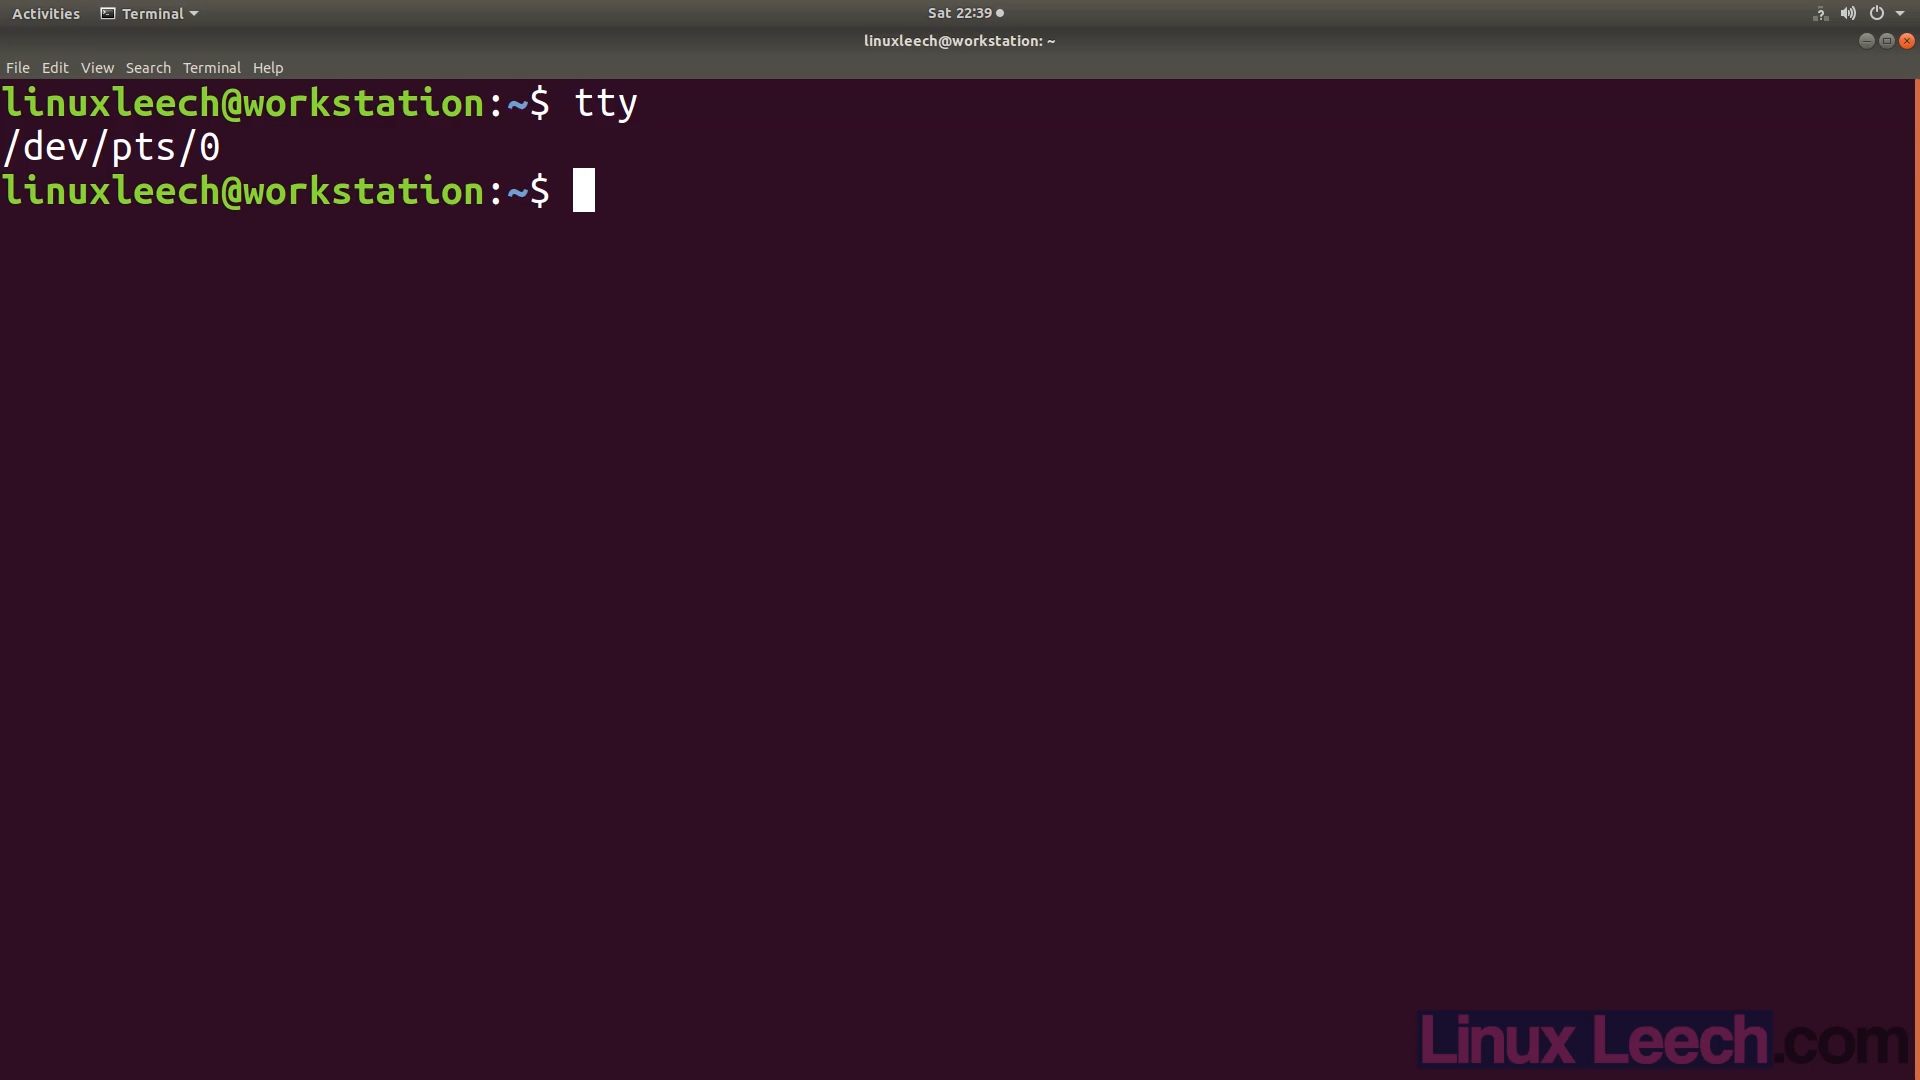 Activities Terminal Sat 22:39
linuxleech@workstation: ~
File Edit View Search Terminal Help
linuxleech@workstation:~$ tty
/dev/pts/0
linuxleech@workstation:~$
Linux Leech.com